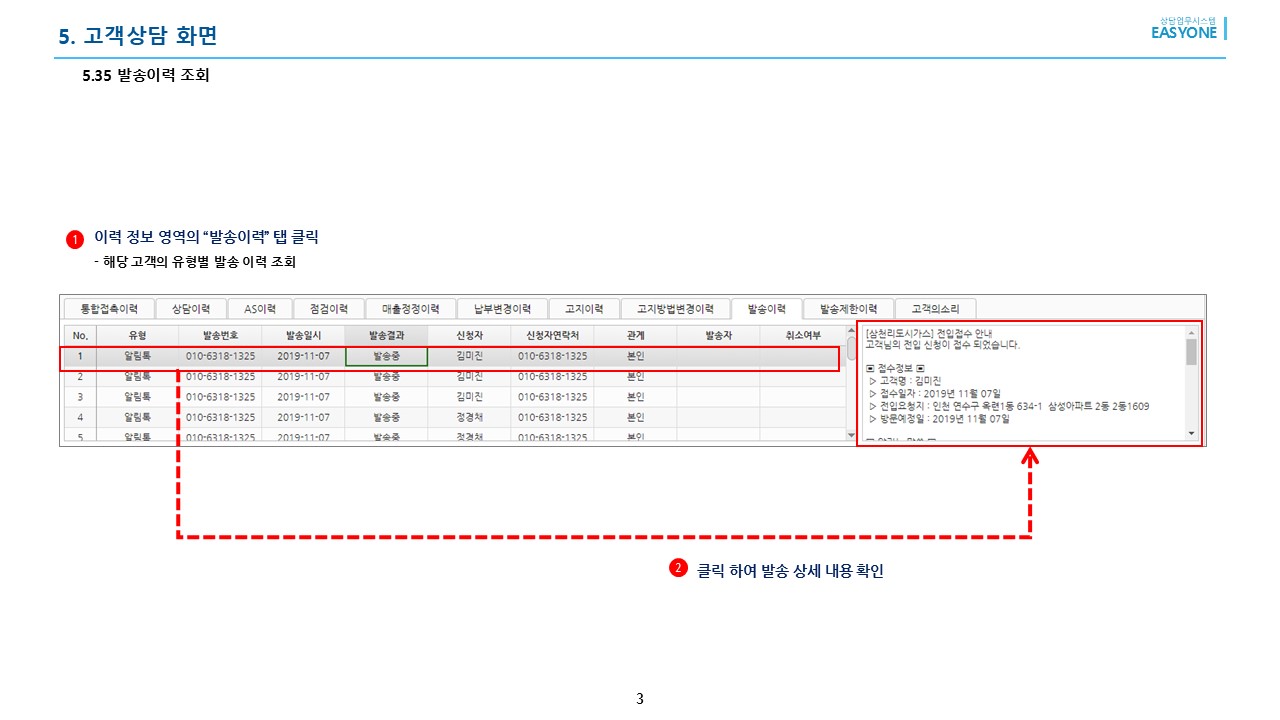 5. 고객상담 화면
상담업무시스템
EASYONE
5.35 발송이력 조회
1 이력 정보 영역의 “발송이력” 탭 클릭
- 해당 고객의 유형별 발송 이력 조회
통합접촉이력 상담이력 AS이력 점검이력 매출정정이력 납부변경이력 고지이력 고지방법변경이력 발송이력 발송제한이력 고객의소리
No. 유형 발송번호 발송일시 발송결과 신청자 신청자연락처 관계 발송자 취소여부
1 알림톡 010-6318-1325 2019-11-07 발송중 김미진 010-6318-1325 본인
2 알림톡 010-6318-1325 2019-11-07 발송중 김미진 010-6318-1325 본인
3 알림톡 010-6318-1325 2019-11-07 발송중 김미진 010-6318-1325 본인
4 알림톡 010-6318-1325 2019-11-07 발송중 정경채 010-6318-1325 본인
5 알림톡 010-6318-1325 2019-11-07 발송중 정경채 010-6318-1325 본인
[삼천리도시가스] 전입접수 안내
고객님의 전입 신청이 접수 되었습니다.
▣ 접수정보 ▣
▷ 고객명 : 김미진
▷ 접수일자 : 2019년 11월 07일
▷ 전입요청지 : 인천 연수구 옥련1동 634-1 삼성아파트 2동 2동1609
▷ 방문예정일 : 2019년 11월 07일
2 클릭 하여 발송 상세 내용 확인
3